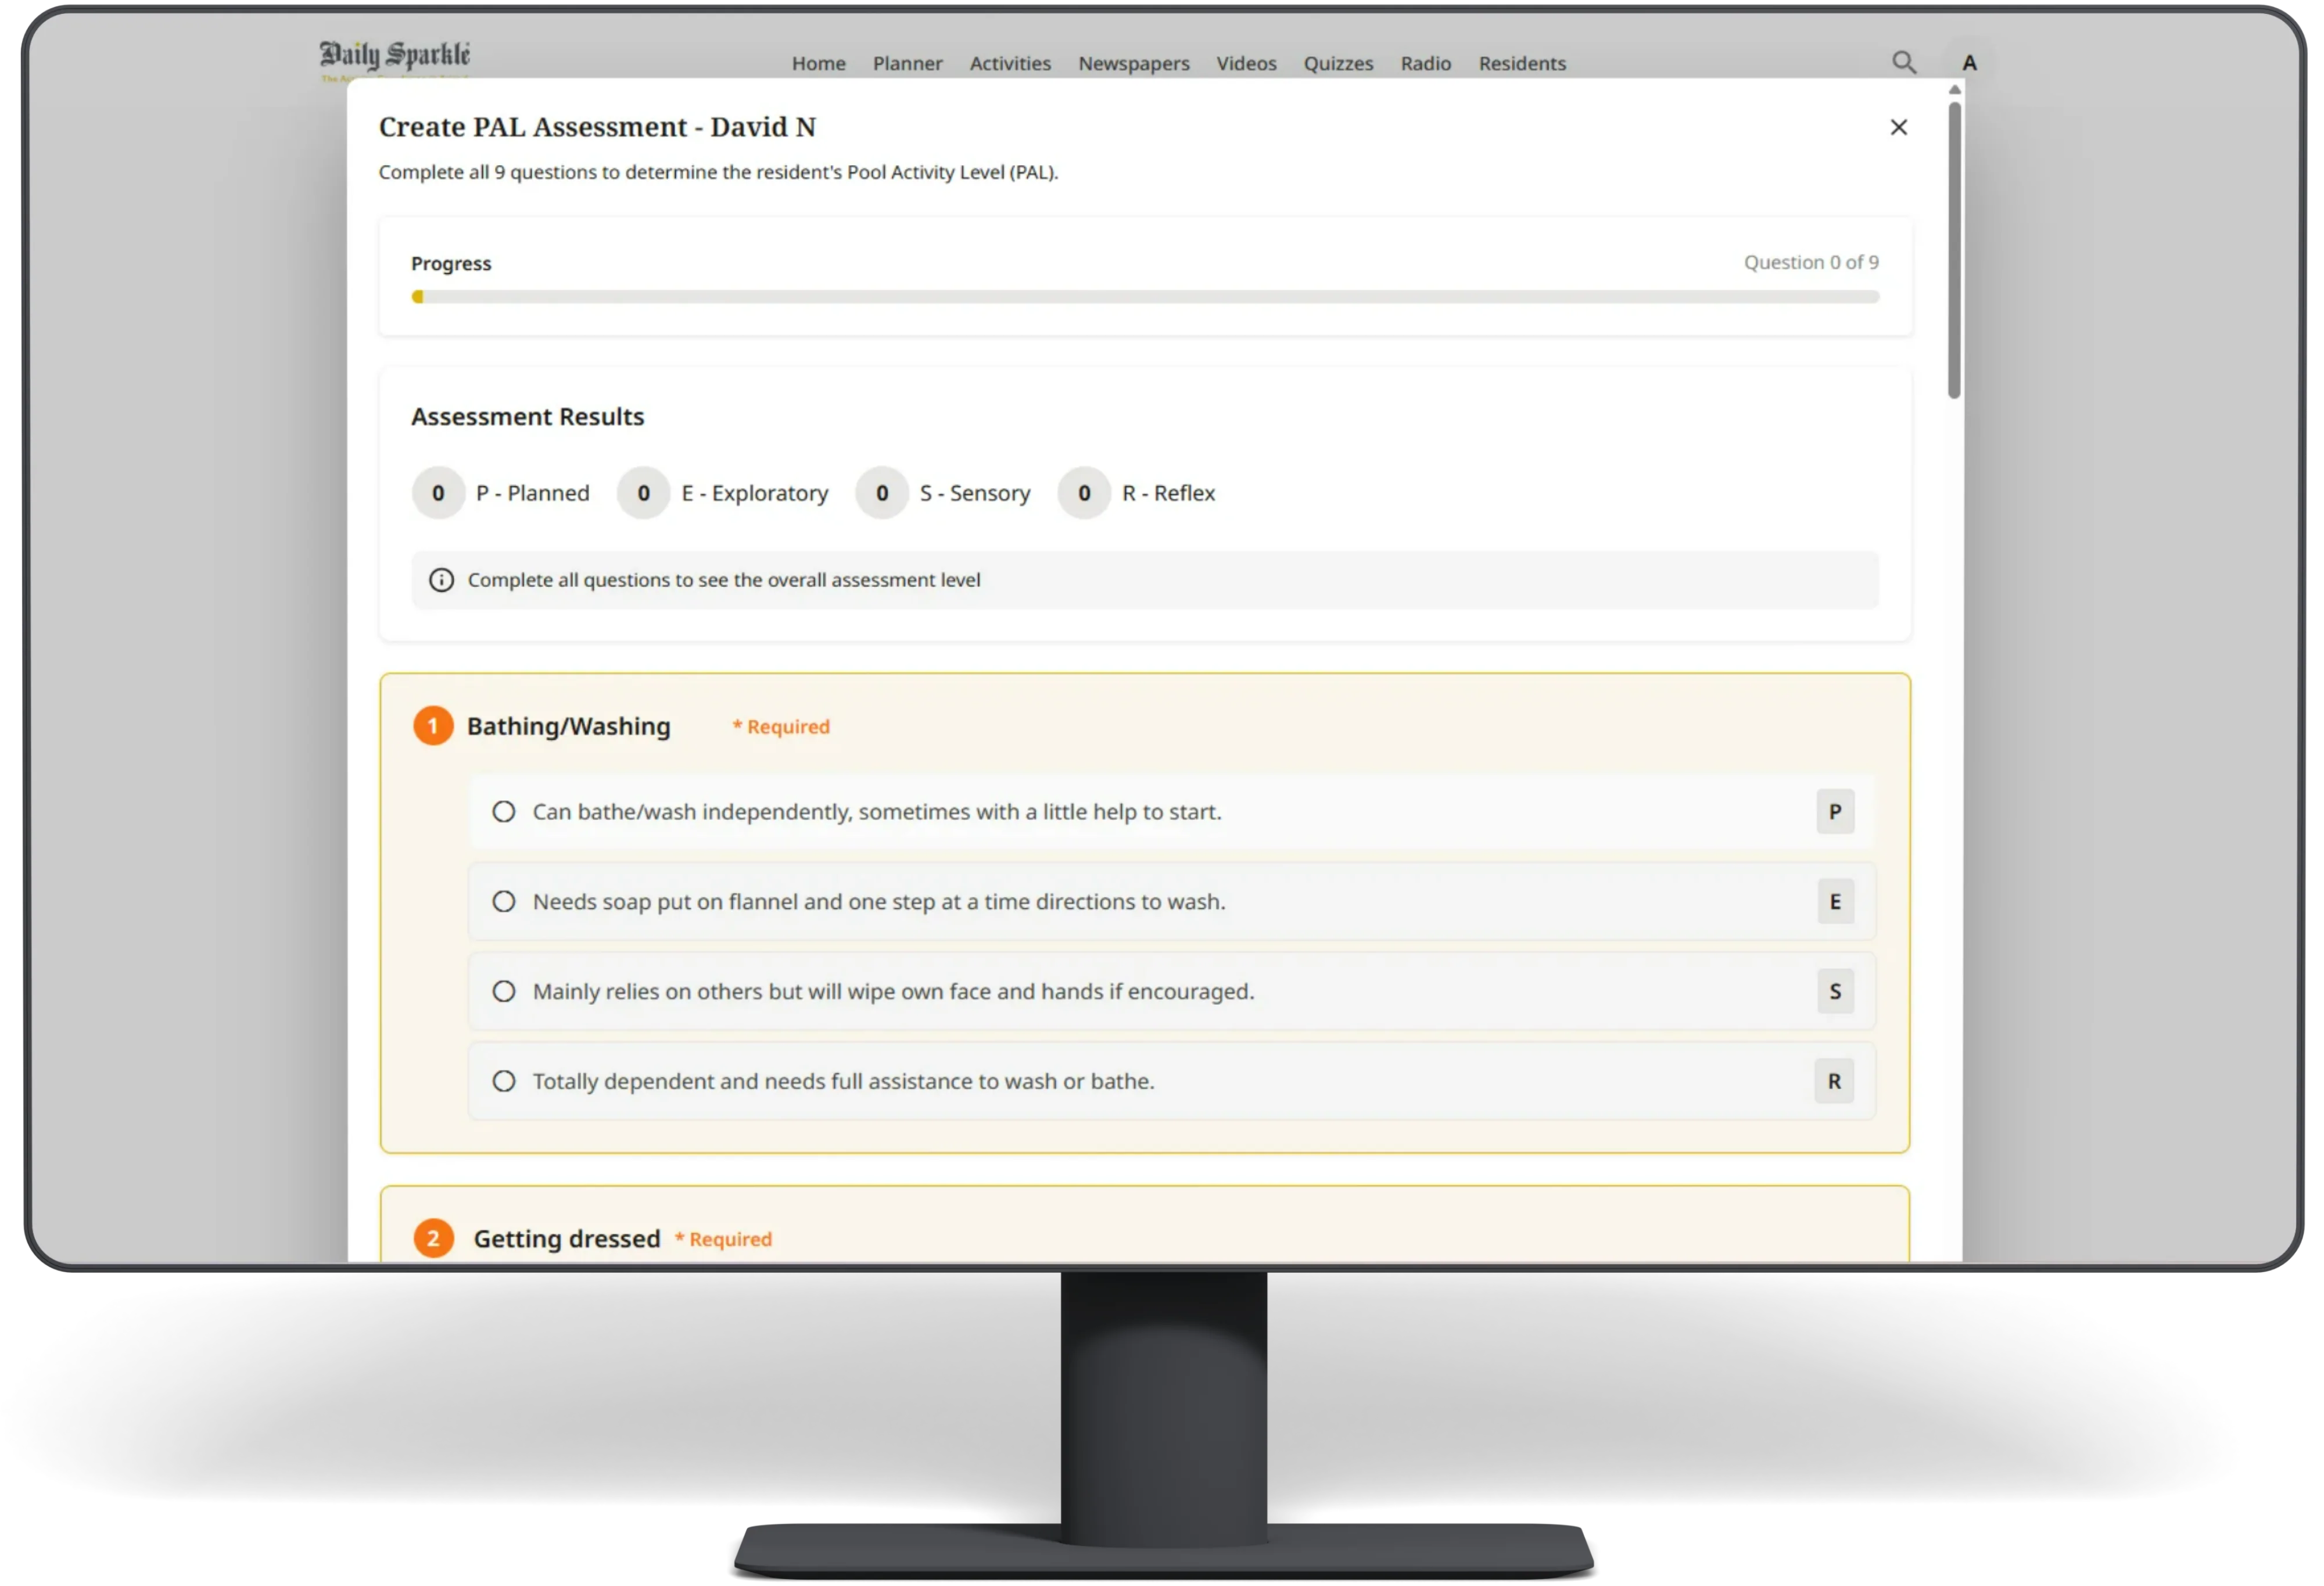 Daily Sparkle
Home Planner Activities Newspapers Videos Quizzes Radio Residents A
Create PAL Assessment - David N
Complete all 9 questions to determine the resident's Pool Activity Level (PAL).
Progress Question 0 of 9
Assessment Results
0 P - Planned 0 E - Exploratory 0 S - Sensory 0 R - Reflex
Complete all questions to see the overall assessment level
1 Bathing/Washing * Required
Can bathe/wash independently, sometimes with a little help to start. P
Needs soap put on flannel and one step at a time directions to wash. E
Mainly relies on others but will wipe own face and hands if encouraged. S
Totally dependent and needs full assistance to wash or bathe. R
2 Getting dressed * Required